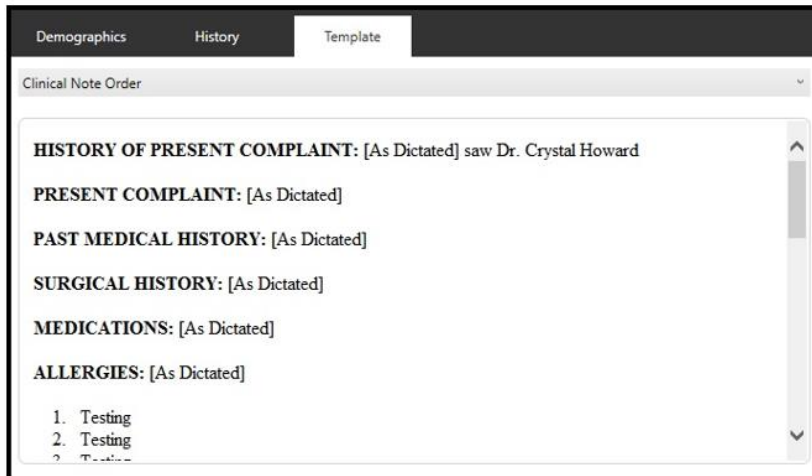 Demographics History Template
Clinical Note Order
HISTORY OF PRESENT COMPLAINT: [As Dictated] saw Dr. Crystal Howard
PRESENT COMPLAINT: [As Dictated]
PAST MEDICAL HISTORY: [As Dictated]
SURGICAL HISTORY: [As Dictated]
MEDICATIONS: [As Dictated]
ALLERGIES: [As Dictated]
1. Testing
2. Testing
3. Testing